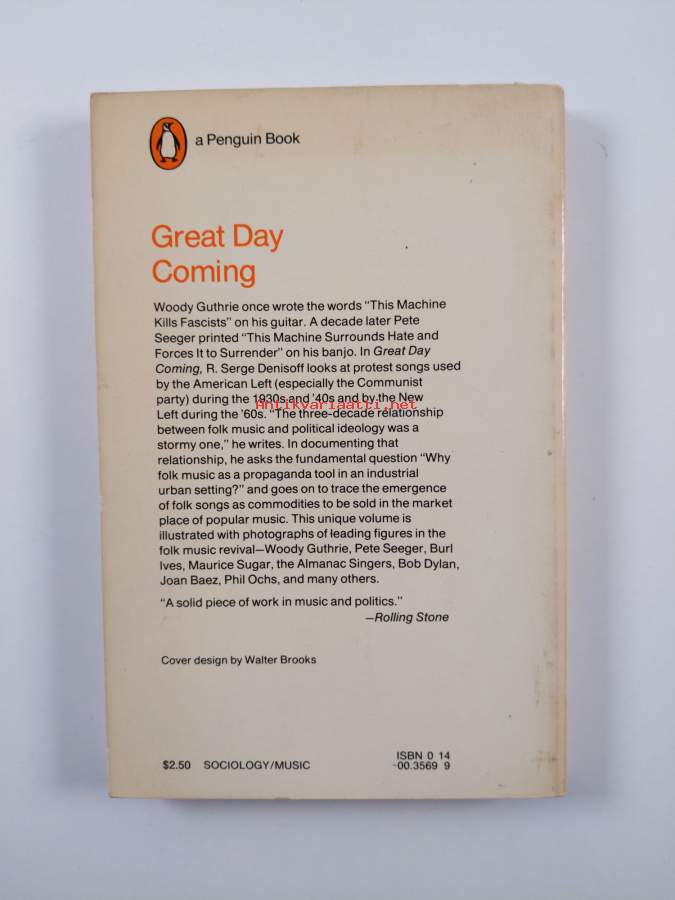 a Penguin Book
Great Day
Coming
Woody Guthrie once wrote the words “This Machine
Kills Fascists” on his guitar. A decade later Pete
Seeger printed “This Machine Surrounds Hate and
Forces It to Surrender” on his banjo. In Great Day
Coming, R. Serge Denisoff looks at protest songs used
by the American Left (especially the Communist
party) during the 1930s and ’40s and by the New
Antikvariaatti.net
Left during the ’60s. “The three-decade relationship
between folk music and political ideology was a
stormy one,” he writes. In documenting that
relationship, he asks the fundamental question “Why
folk music as a propaganda tool in an industrial
urban setting?” and goes on to trace the emergence
of folk songs as commodities to be sold in the market
place of popular music. This unique volume is
illustrated with photographs of leading figures in the
folk music revival—Woody Guthrie, Pete Seeger, Burl
Ives, Maurice Sugar, the Almanac Singers, Bob Dylan,
Joan Baez, Phil Ochs, and many others.
“A solid piece of work in music and politics.”
—Rolling Stone
Cover design by Walter Brooks
$2.50 SOCIOLOGY/MUSIC
ISBN 0 14
00.3569 9